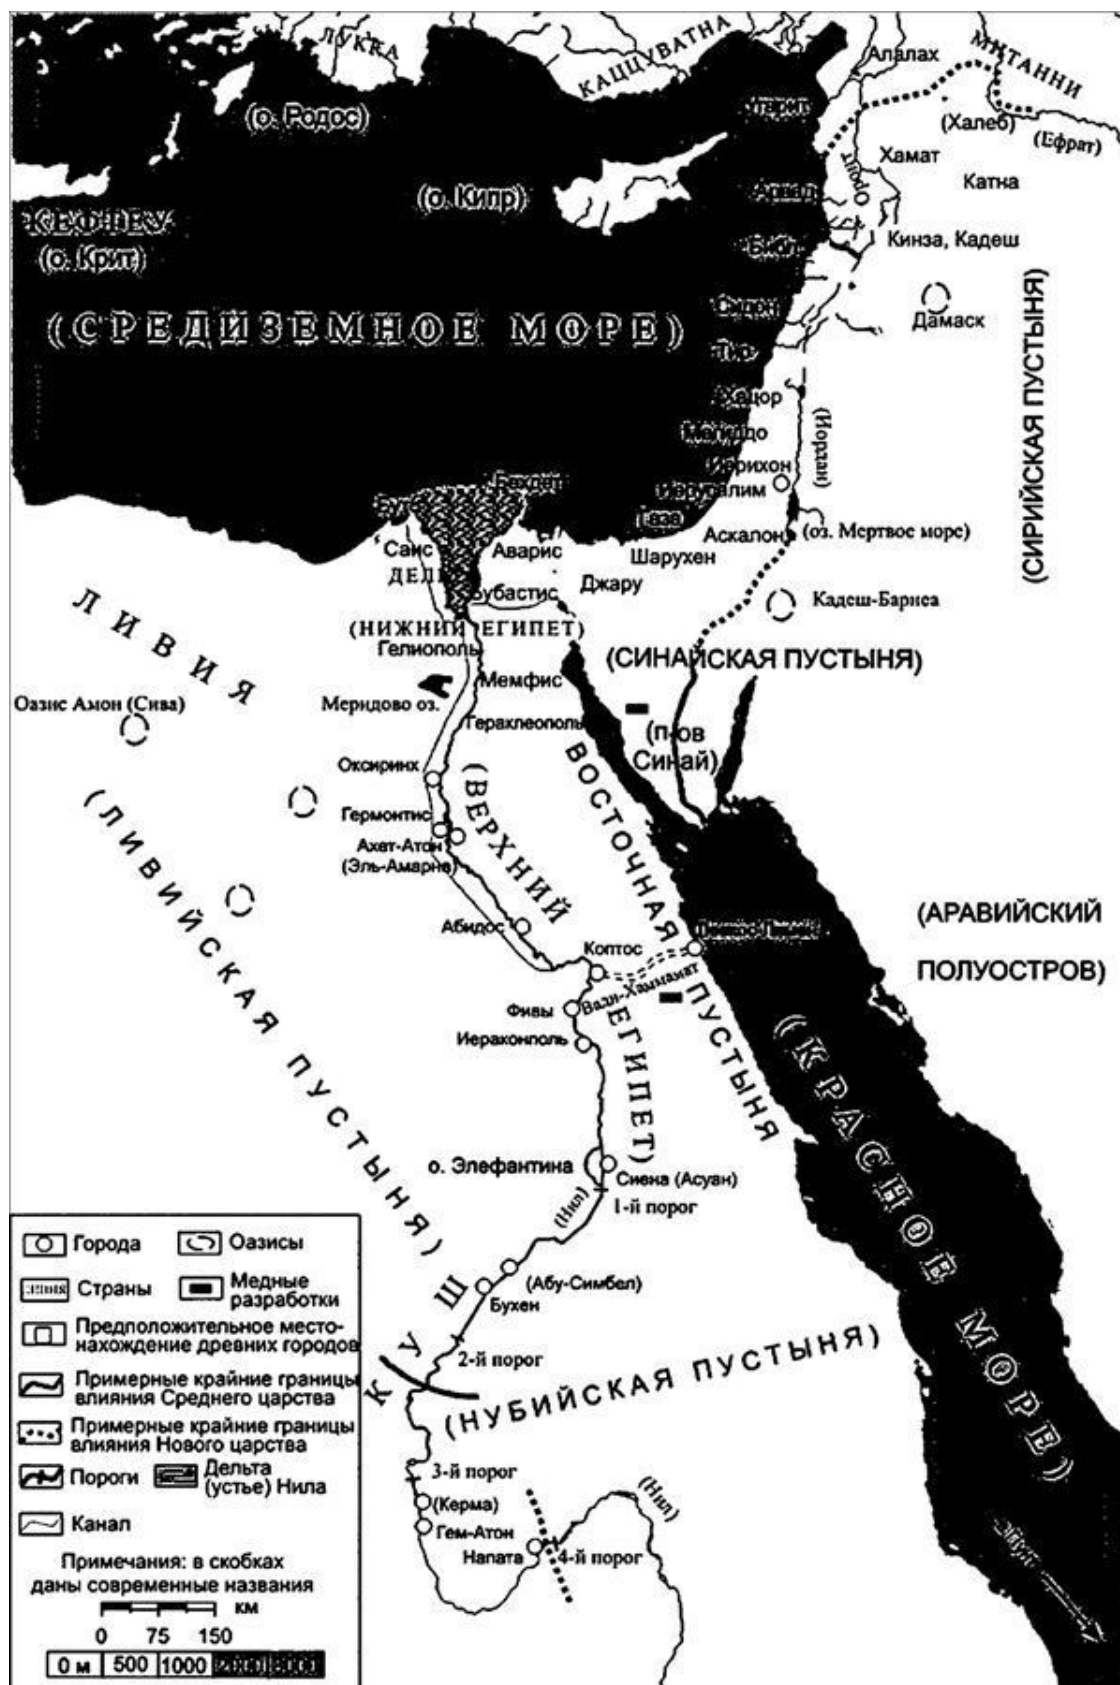 ЛУККА
КАЦЦУВАТНА
МИТАННИ
Алалах
(о. Родос)
Угарит
(Халеб)
(Ефрат)
Хамат
Оронт
Катна
(о. Кипр)
Арвад
КЕФТЕУ
(о. Крит)
Библ
Кинза, Кадеш
Сидон
Дамаск
(СРЕДИЗЕМНОЕ МОРЕ)
Тир
Хацор
(СИРИЙСКАЯ ПУСТЫНЯ)
(Иордан)
Мегиддо
Иерихон
Иерусалим
Бехдет
Бут
Газа
Аскалон
(оз. Мертвое море)
Саис
Аварис
Шарухен
ДЕЛЬ
Джару
Бубастис
Кадеш-Барнеа
(НИЖНИЙ ЕГИПЕТ)
Гелиополь
(СИНАЙСКАЯ ПУСТЫНЯ)
ЛИВИЯ
Мемфис
Оазис Амон (Сива)
Меридово оз.
Герахлеополь
(п-ов
Синай)
Оксиринх
(ВЕРХНИЙ
ЕГИПЕТ)
ВОСТОЧНАЯ
ПУСТЫНЯ
(ЛИВИЙСКАЯ ПУСТЫНЯ)
Гермонтис
Ахет-Атон
(Эль-Амарна)
(АРАВИЙСКИЙ
ПОЛУОСТРОВ)
Абидос
Коптос
Вади-Хаммамат
Фивы
Иераконполь
(КРАСНОЕ МОРЕ)
о. Элефантина
Сиена (Асуан)
(Нил)
1-й порог
(Абу-Симбел)
Бухен
КУШ
2-й порог
(НУБИЙСКАЯ ПУСТЫНЯ)
3-й порог
(Керма)
(Нил)
Гем-Атон
Напата
4-й порог
Города
Оазисы
Страны
Медные
разработки
Предположительное место-
нахождение древних городов
Примерные крайние границы
влияния Среднего царства
Примерные крайние границы
влияния Нового царства
Пороги
Дельта
(устье) Нила
Канал
Примечания: в скобках
даны современные названия
км
0 75 150
0 м 500 1000 2000 3000